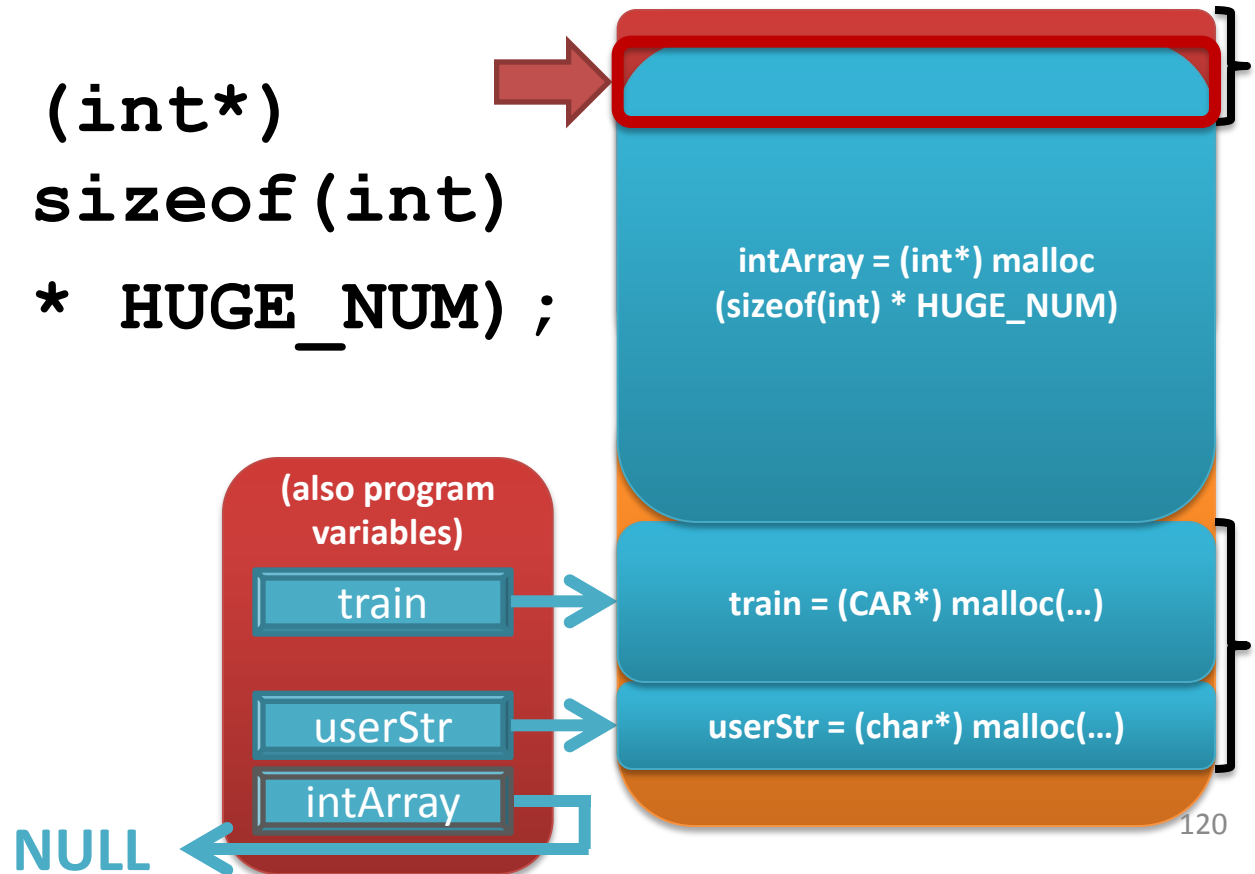 (int*)
sizeof(int)
* HUGE_NUM);
intArray = (int*) malloc
(sizeof(int) * HUGE_NUM)
(also program
variables)
train
train = (CAR*) malloc(…)
userStr
userStr = (char*) malloc(…)
intArray
NULL
120